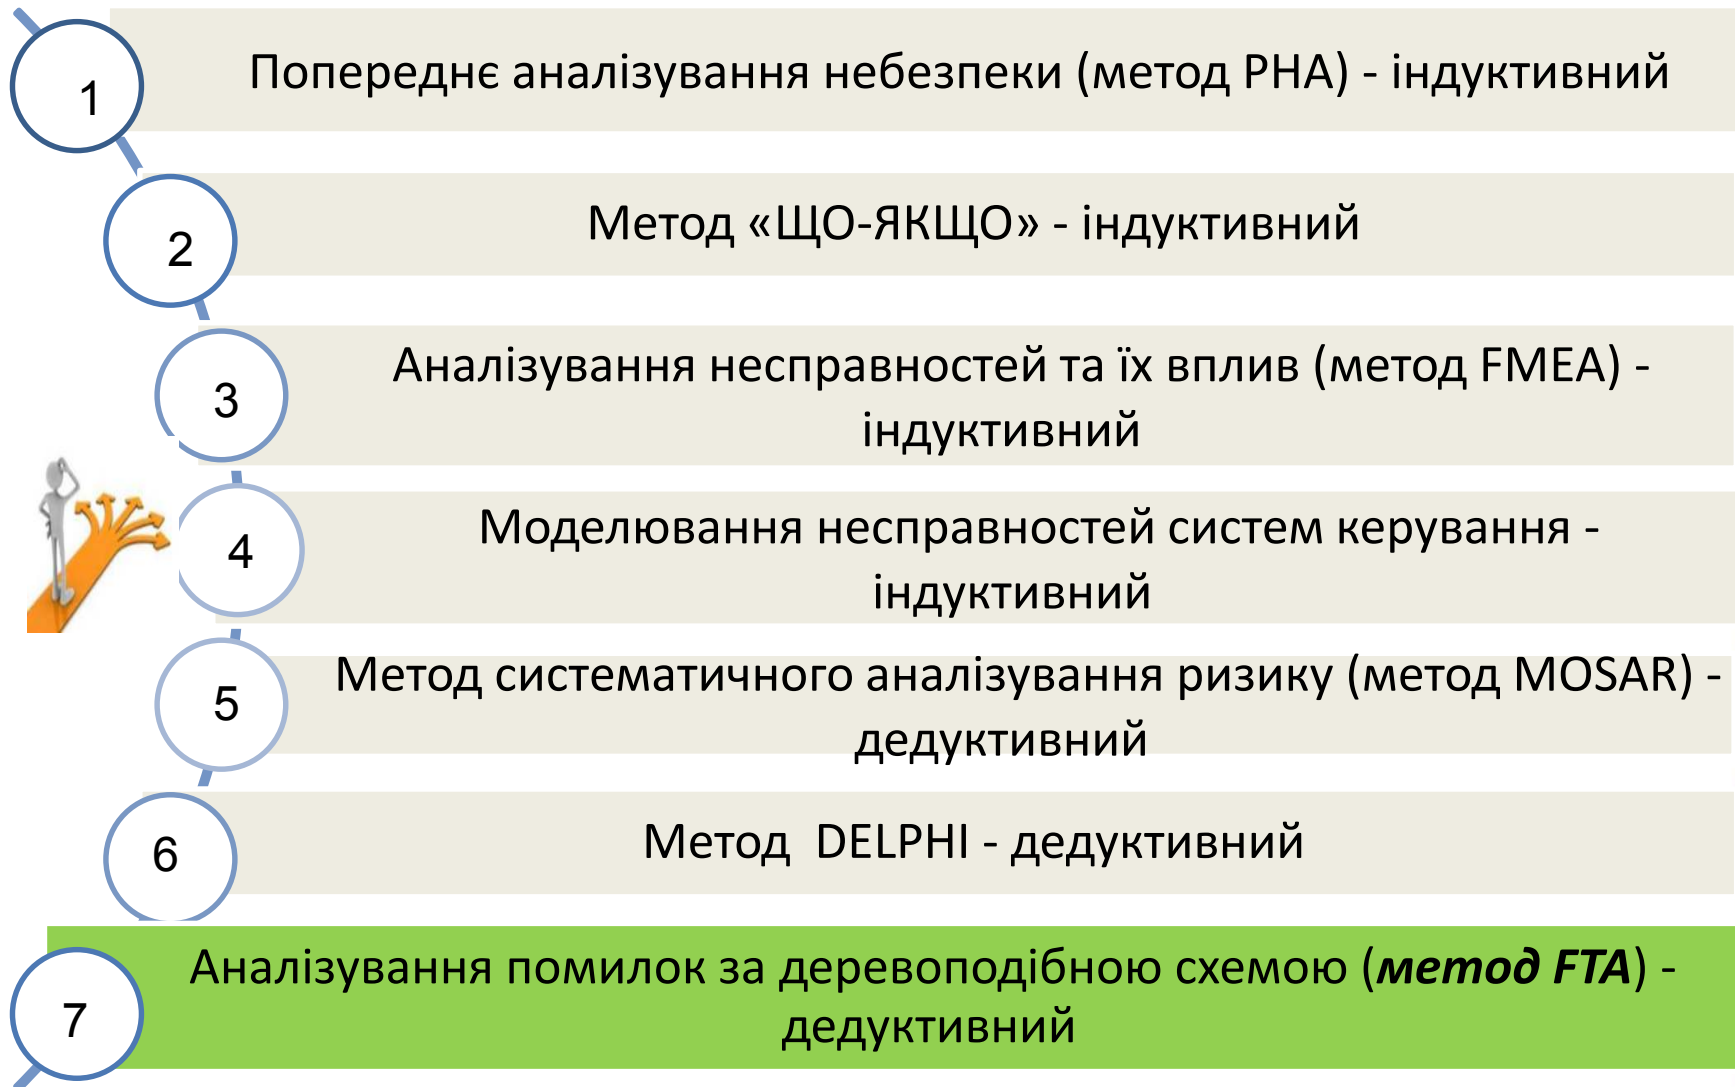 1
Попереднє аналізування небезпеки (метод PHA) - індуктивний
2
Метод «ЩО-ЯКЩО» - індуктивний
3
Аналізування несправностей та їх вплив (метод FMEA) -
індуктивний
4
Моделювання несправностей систем керування -
індуктивний
5
Метод систематичного аналізування ризику (метод MOSAR) -
дедуктивний
6
Метод DELPHI - дедуктивний
7
Аналізування помилок за деревоподібною схемою (метод FTA) -
дедуктивний